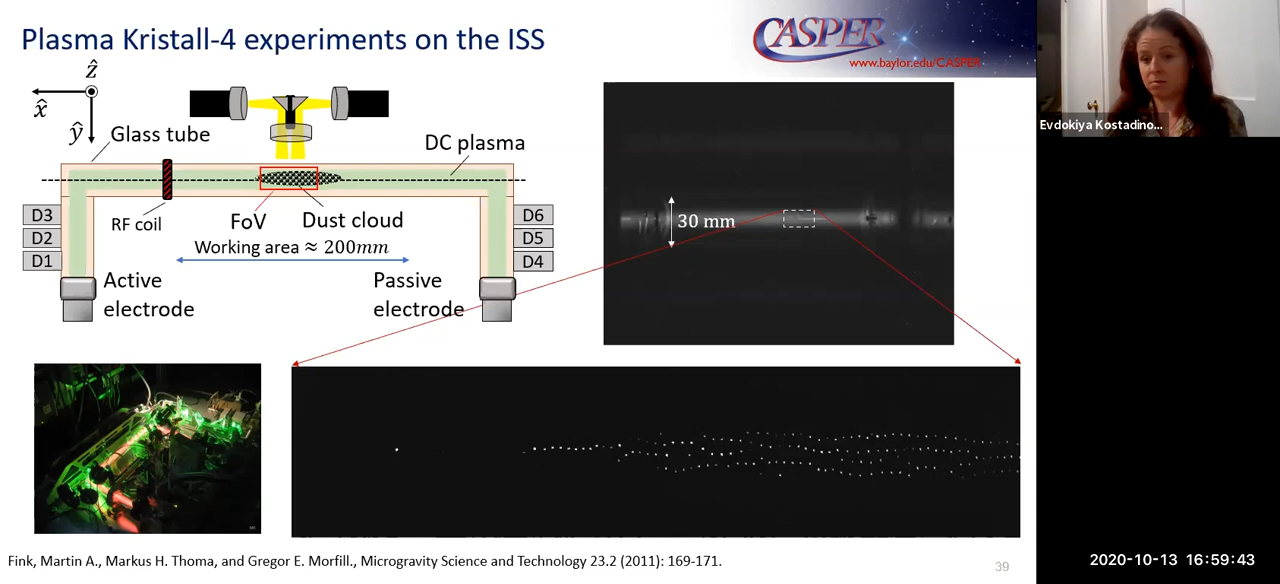 Plasma Kristall-4 experiments on the ISS
CASPER
www.baylor.edu/CASPER
Evdokiya Kostadino...
ẑ
x̂
ŷ
Glass tube
DC plasma
RF coil
FoV
Dust cloud
D3
D2
D1
D6
D5
D4
Working area ≈ 200mm
Active
electrode
Passive
electrode
30 mm
Fink, Martin A., Markus H. Thoma, and Gregor E. Morfill., Microgravity Science and Technology 23.2 (2011): 169-171.
39
2020-10-13 16:59:43